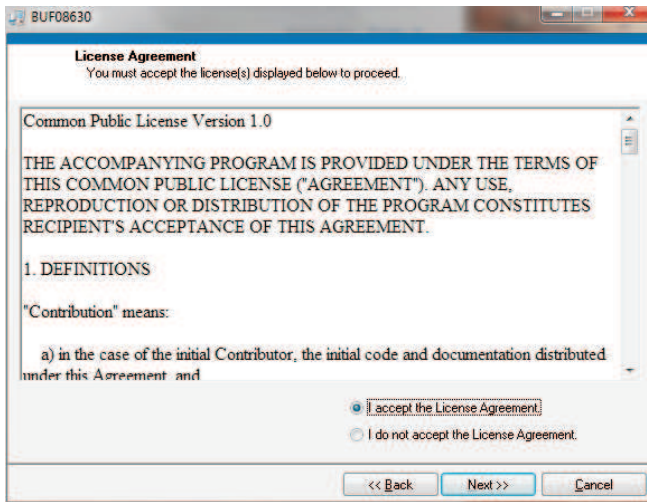 BUF08630
License Agreement
You must accept the license(s) displayed below to proceed.
Common Public License Version 1.0
THE ACCOMPANYING PROGRAM IS PROVIDED UNDER THE TERMS OF
THIS COMMON PUBLIC LICENSE ("AGREEMENT"). ANY USE,
REPRODUCTION OR DISTRIBUTION OF THE PROGRAM CONSTITUTES
RECIPIENT'S ACCEPTANCE OF THIS AGREEMENT.
1. DEFINITIONS
"Contribution" means:
a) in the case of the initial Contributor, the initial code and documentation distributed
under this Agreement, and
I accept the License Agreement.
I do not accept the License Agreement.
<< Back
Next >>
Cancel